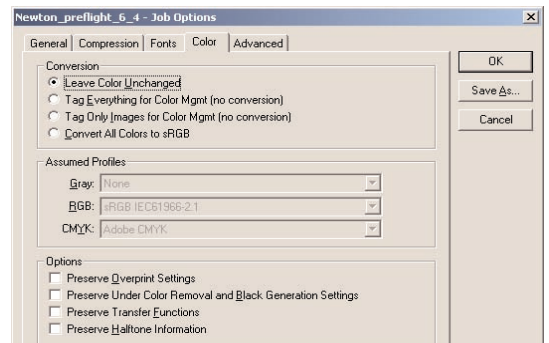 Newton_preflight_6_4 - Job Options
General Compression Fonts Color Advanced
OK
Save As...
Cancel
Conversion
Leave Color Unchanged
Tag Everything for Color Mgmt (no conversion)
Tag Only Images for Color Mgmt (no conversion)
Convert All Colors to sRGB
Assumed Profiles
Gray: None
RGB: sRGB IEC61966-2.1
CMYK: Adobe CMYK
Options
Preserve Overprint Settings
Preserve Under Color Removal and Black Generation Settings
Preserve Transfer Functions
Preserve Halftone Information